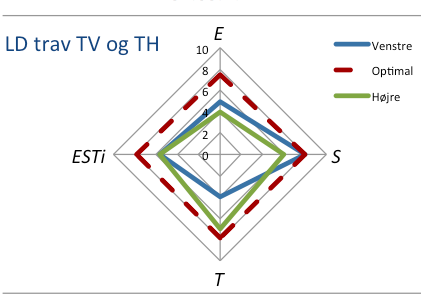 LD trav TV og TH
E
10
8
6
4
2
0
ESTi
S
T
Venstre
Optimal
Højre